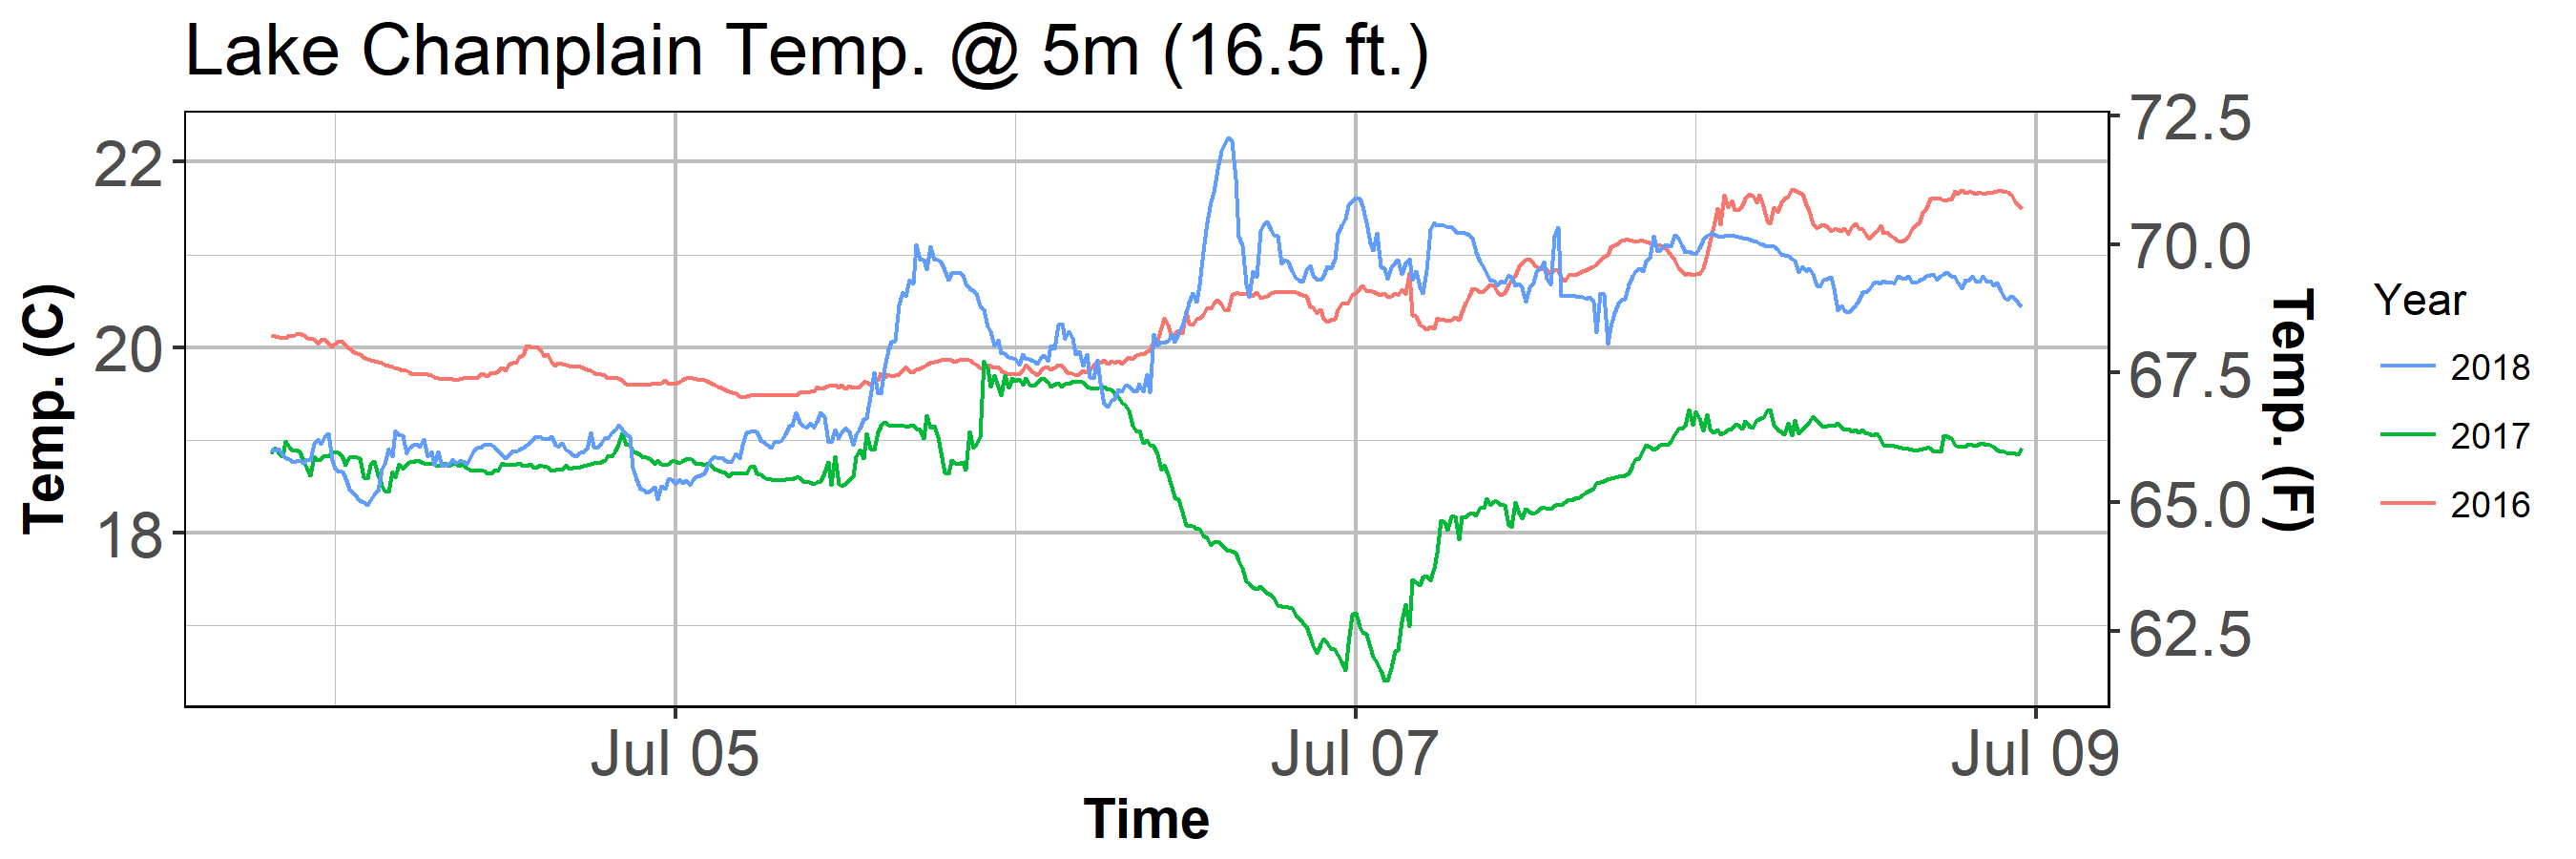 Lake Champlain Temp. @ 5m (16.5 ft.)
Temp. (C)
22
20
18
72.5
70.0
67.5
65.0
62.5
Temp. (F)
Jul 05
Jul 07
Jul 09
Time
Year
2018
2017
2016